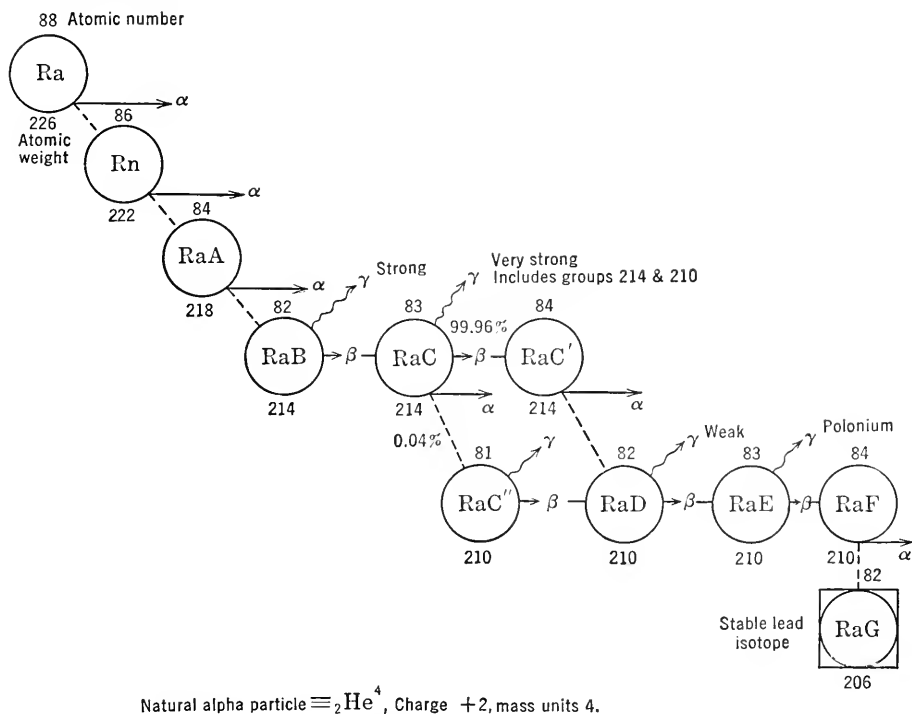 88 Atomic number
Ra
α
226
Atomic
weight
86
Rn
α
222
84
RaA
α
218
82
γ Strong
RaB
214
β
83
γ
Very strong
Includes groups 214 & 210
RaC
214
99.96%
β
α
84
RaC′
214
α
0.04%
81
γ
RaC″
210
β
82
γ Weak
RaD
210
β
83
γ Polonium
RaE
210
β
84
RaF
210
α
82
Stable lead
isotope
RaG
206
Natural alpha particle ≡ ₂He⁴, Charge +2, mass units 4.